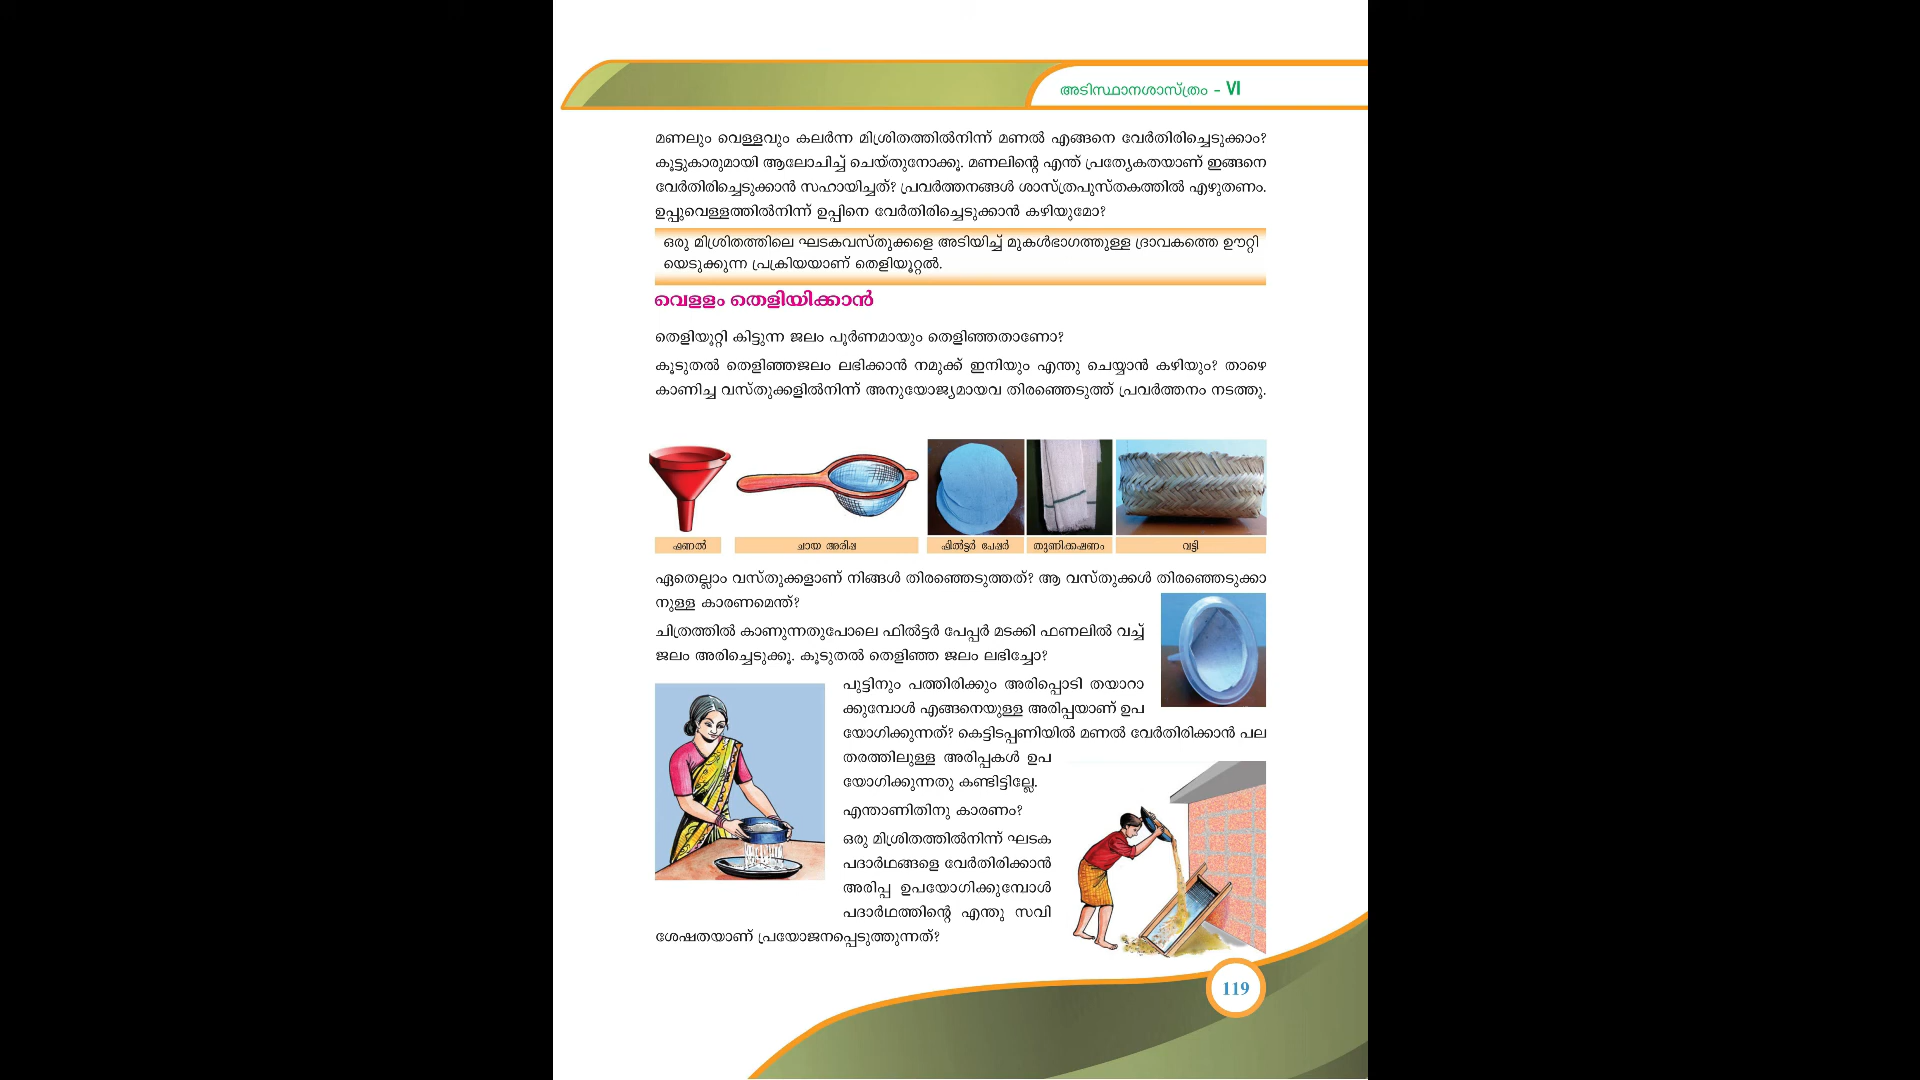 അടിസ്ഥാനശാസ്ത്രം - VI
മണലും വെള്ളവും കലർന്ന മിശ്രിതത്തിൽനിന്ന് മണൽ എങ്ങനെ വേർതിരിച്ചെടുക്കാം?
കൂട്ടുകാരുമായി ആലോചിച്ച് ചെയ്തുനോക്കൂ. മണലിന്റെ എന്ത് പ്രത്യേകതയാണ് ഇങ്ങനെ
വേർതിരിച്ചെടുക്കാൻ സഹായിച്ചത്? പ്രവർത്തനങ്ങൾ ശാസ്ത്രപുസ്തകത്തിൽ എഴുതണം.
ഉപ്പുവെള്ളത്തിൽനിന്ന് ഉപ്പിനെ വേർതിരിച്ചെടുക്കാൻ കഴിയുമോ?
ഒരു മിശ്രിതത്തിലെ ഘടകവസ്തുക്കളെ അടിയിച്ച് മുകൾഭാഗത്തുള്ള ദ്രാവകത്തെ ഊറ്റി
യെടുക്കുന്ന പ്രക്രിയയാണ് തെളിയൂറ്റൽ.
വെള്ളം തെളിയിക്കാൻ
തെളിയൂറ്റി കിട്ടുന്ന ജലം പൂർണമായും തെളിഞ്ഞതാണോ?
കൂടുതൽ തെളിഞ്ഞജലം ലഭിക്കാൻ നമുക്ക് ഇനിയും എന്തു ചെയ്യാൻ കഴിയും? താഴെ
കാണിച്ച വസ്തുക്കളിൽനിന്ന് അനുയോജ്യമായവ തിരഞ്ഞെടുത്ത് പ്രവർത്തനം നടത്തൂ.
ഫണൽ
ചായ അരിപ്പ
ഫിൽട്ടർ പേപ്പർ
തുണിക്കഷണം
വട്ടി
ഏതെല്ലാം വസ്തുക്കളാണ് നിങ്ങൾ തിരഞ്ഞെടുത്തത്? ആ വസ്തുക്കൾ തിരഞ്ഞെടുക്കാ
നുള്ള കാരണമെന്ത്?
ചിത്രത്തിൽ കാണുന്നതുപോലെ ഫിൽട്ടർ പേപ്പർ മടക്കി ഫണലിൽ വച്ച്
ജലം അരിച്ചെടുക്കൂ. കൂടുതൽ തെളിഞ്ഞ ജലം ലഭിച്ചോ?
പുട്ടിനും പത്തിരിക്കും അരിപ്പൊടി തയാറാ
ക്കുമ്പോൾ എങ്ങനെയുള്ള അരിപ്പയാണ് ഉപ
യോഗിക്കുന്നത്? കെട്ടിടപ്പണിയിൽ മണൽ വേർതിരിക്കാൻ പല
തരത്തിലുള്ള അരിപ്പകൾ ഉപ
യോഗിക്കുന്നതു കണ്ടിട്ടില്ലേ.
എന്താണിതിനു കാരണം?
ഒരു മിശ്രിതത്തിൽനിന്ന് ഘടക
പദാർഥങ്ങളെ വേർതിരിക്കാൻ
അരിപ്പ ഉപയോഗിക്കുമ്പോൾ
പദാർഥത്തിന്റെ എന്തു സവി
ശേഷതയാണ് പ്രയോജനപ്പെടുത്തുന്നത്?
119